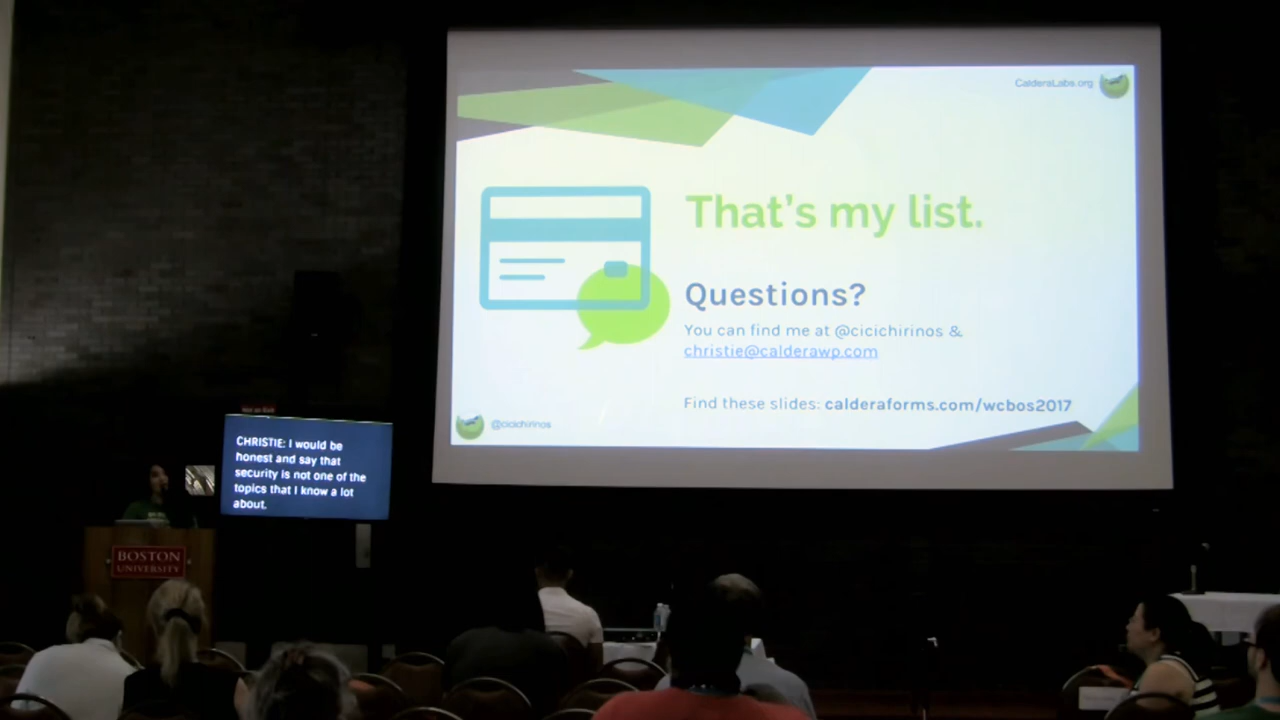 CalderaLabs.org
That's my list.
Questions?
You can find me at @cicichirinos &
christie@calderawp.com
Find these slides: calderaforms.com/wcbos2017
@cicichirinos
CHRISTIE: I would be
honest and say that
security is not one of the
topics that I know a lot
about.
BOSTON
UNIVERSITY